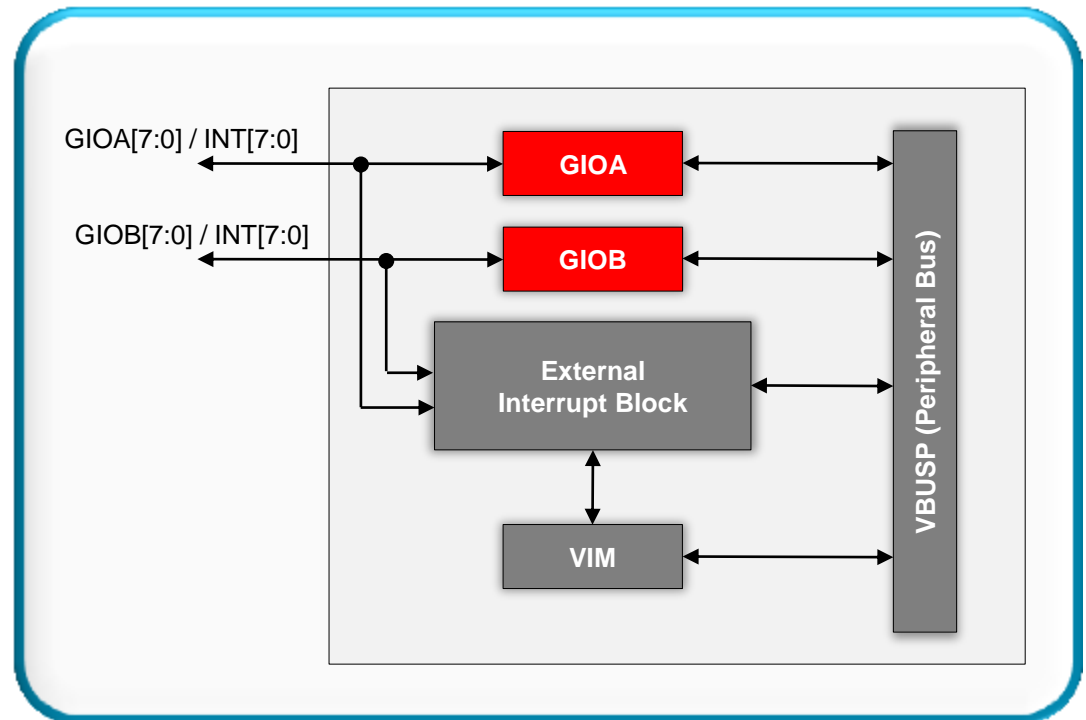 GIOA[7:0] / INT[7:0]
GIOA
GIOB[7:0] / INT[7:0]
GIOB
External
Interrupt Block
VIM
VBUSP (Peripheral Bus)